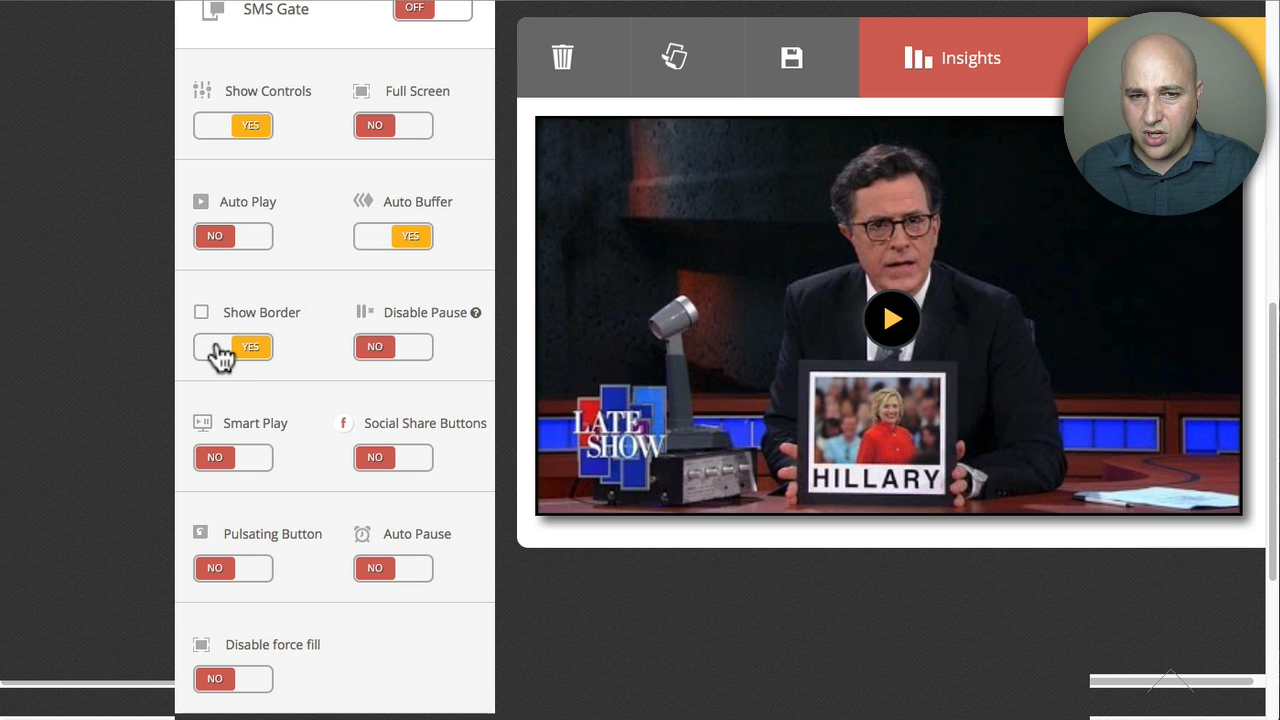 SMS Gate
OFF
Insights
Show Controls
Full Screen
YES
NO
Auto Play
Auto Buffer
NO
YES
Show Border
Disable Pause ?
YES
NO
Smart Play
f Social Share Buttons
NO
NO
Pulsating Button
Auto Pause
NO
NO
Disable force fill
NO
LATE
SHOW
HILLARY